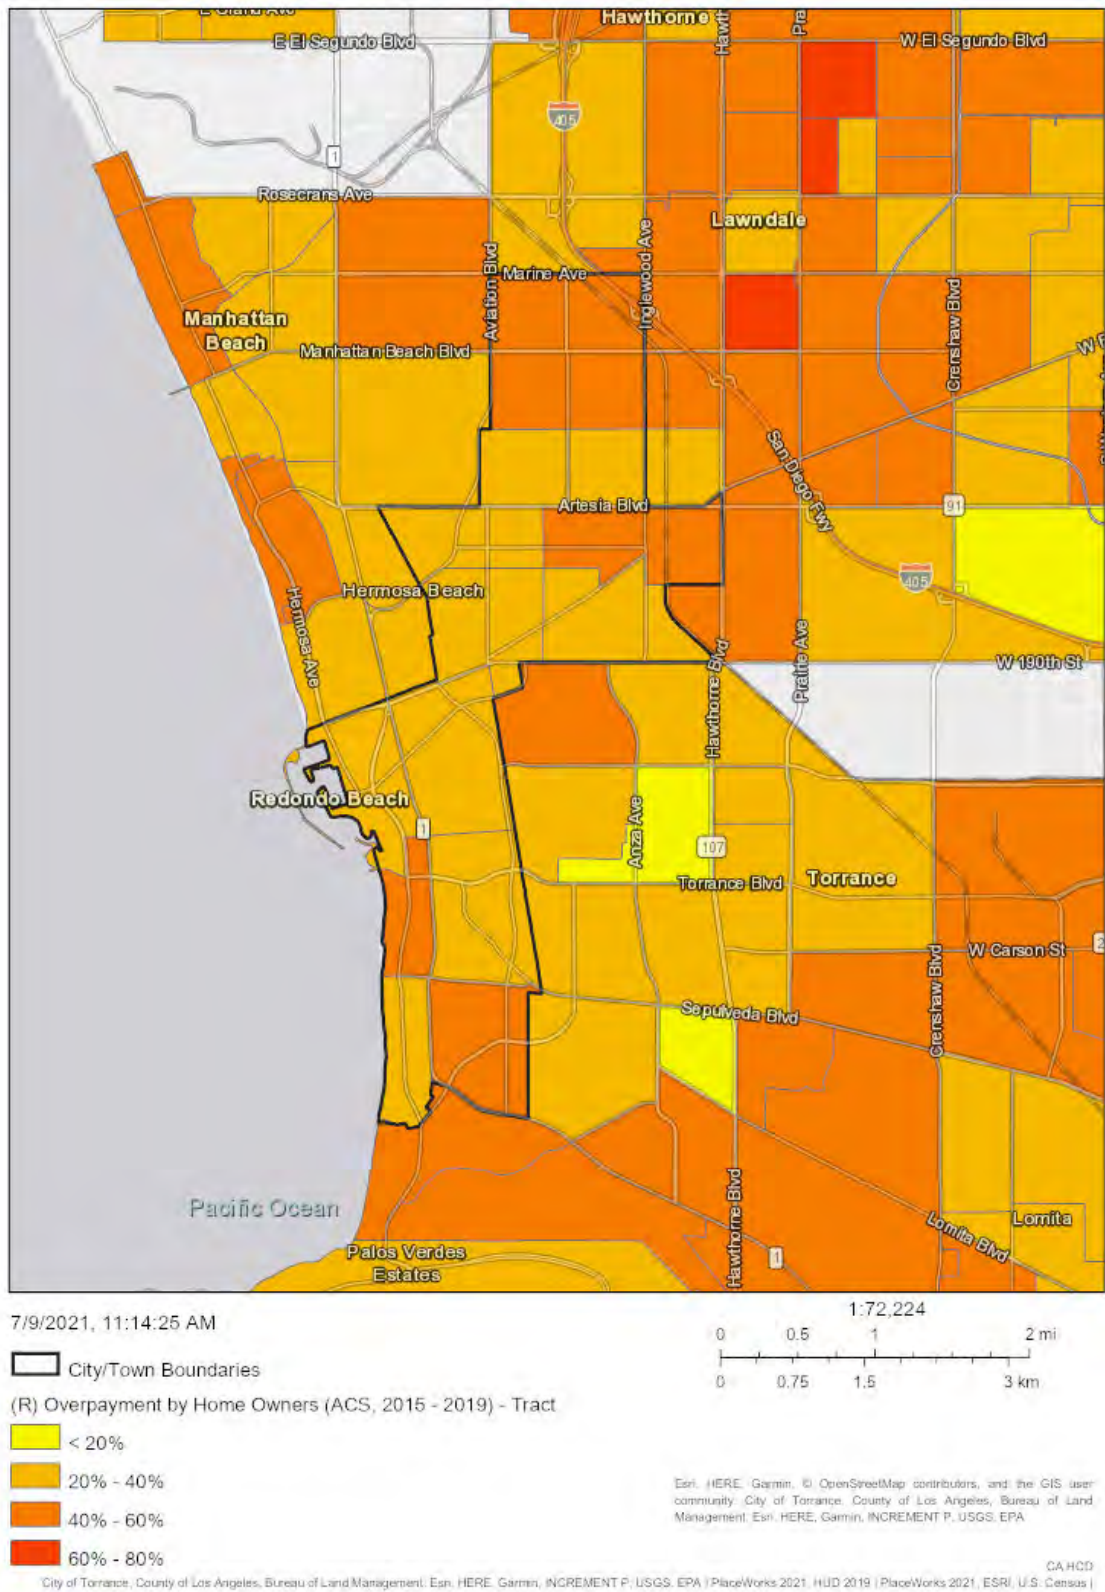 E Grand Ave
Hawthorne
E El Segundo Blvd
W El Segundo Blvd
405
1
Rosecrans Ave
Lawndale
Inglewood Ave
Aviation Blvd
Marine Ave
Manhattan
Beach
Manhattan Beach Blvd
Crenshaw Blvd
San Diego Fwy
Artesia Blvd
91
405
Hermosa Beach
Hermosa Ave
W 190th St
Prairie Ave
Hawthorne Blvd
Redondo Beach
1
Anza Ave
107
Torrance Blvd
Torrance
W Carson St
Sepulveda Blvd
Crenshaw Blvd
Pacific Ocean
Hawthorne Blvd
Lomita Blvd
Lomita
1
Palos Verdes
Estates
7/9/2021, 11:14:25 AM
1:72,224
0 0.5 1 2 mi
0 0.75 1.5 3 km
City/Town Boundaries
(R) Overpayment by Home Owners (ACS, 2015 - 2019) - Tract
< 20%
20% - 40%
40% - 60%
60% - 80%
Esri, HERE, Garmin, © OpenStreetMap contributors, and the GIS user
community, City of Torrance, County of Los Angeles, Bureau of Land
Management, Esri, HERE, Garmin, INCREMENT P, USGS, EPA
CA HCD
City of Torrance, County of Los Angeles, Bureau of Land Management, Esri, HERE, Garmin, INCREMENT P, USGS, EPA | PlaceWorks 2021, HUD 2019 | PlaceWorks 2021, ESRI, U.S. Census |